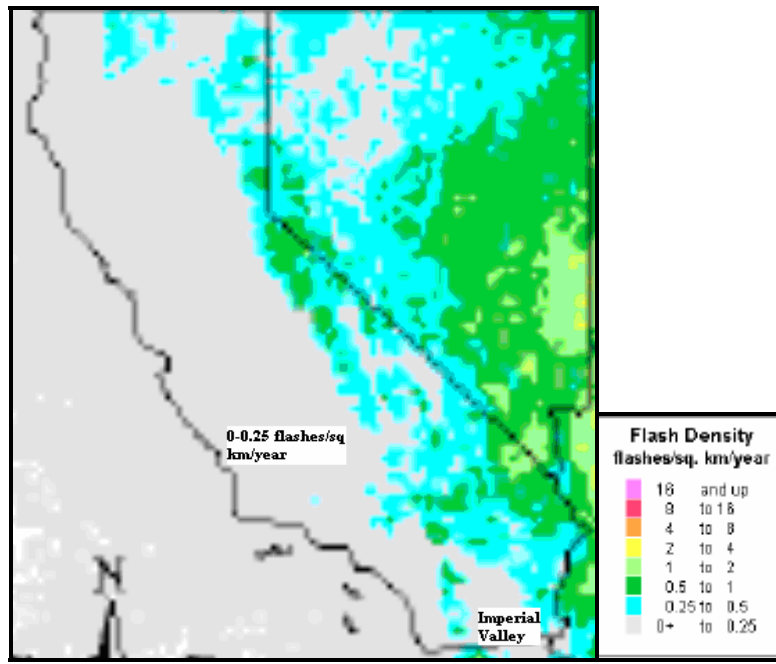 0-0.25 flashes/sq
km/year
N
Imperial
Valley
Flash Density
flashes/sq. km/year
16 and up
8 to 16
4 to 8
2 to 4
1 to 2
0.5 to 1
0.25 to 0.5
0+ to 0.25